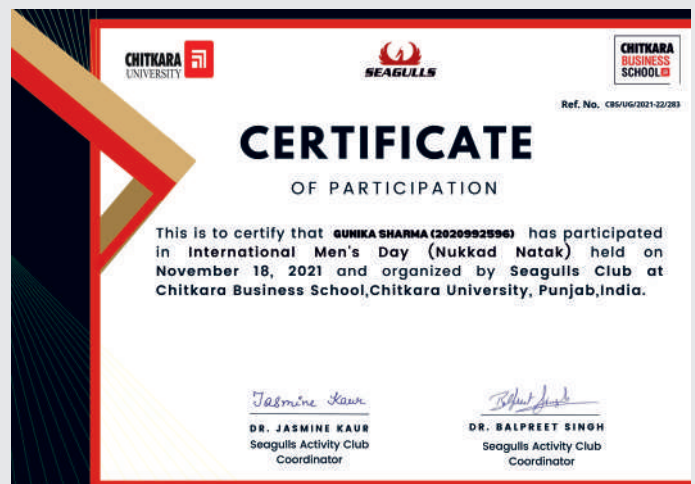 CHITKARA
UNIVERSITY
SEAGULLS
CHITKARA
BUSINESS
SCHOOL
Ref. No. CBS/UG/2021-22/283
CERTIFICATE
OF PARTICIPATION
This is to certify that GUNIKA SHARMA (2020992596) has participated
in International Men's Day (Nukkad Natak) held on
November 18, 2021 and organized by Seagulls Club at
Chitkara Business School,Chitkara University, Punjab,India.
Jasmine Kaur
DR. JASMINE KAUR
Seagulls Activity Club
Coordinator
Balpreet Singh
DR. BALPREET SINGH
Seagulls Activity Club
Coordinator